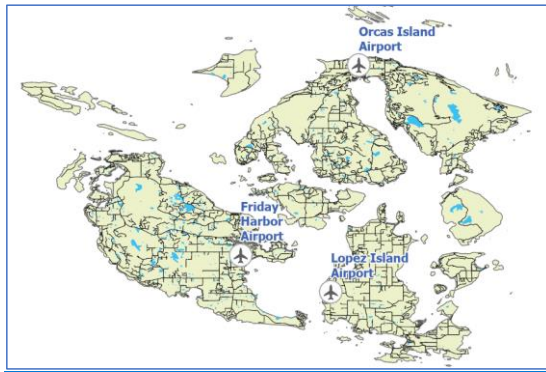 Orcas Island
Airport
Friday
Harbor
Airport
Lopez Island
Airport